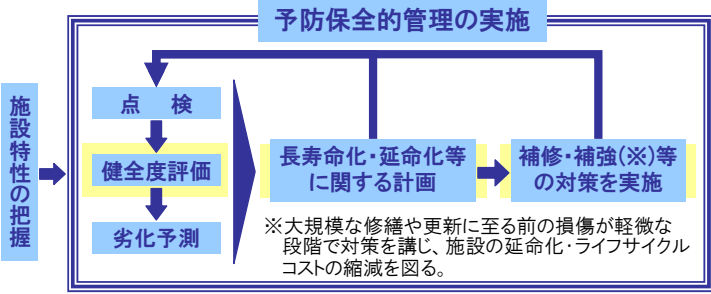 予防保全的管理の実施
施設特性の把握
点　検
健全度評価
劣化予測
長寿命化・延命化等
に関する計画
補修・補強(※)等
の対策を実施
※大規模な修繕や更新に至る前の損傷が軽微な
段階で対策を講じ、施設の延命化・ライフサイクル
コストの縮減を図る。